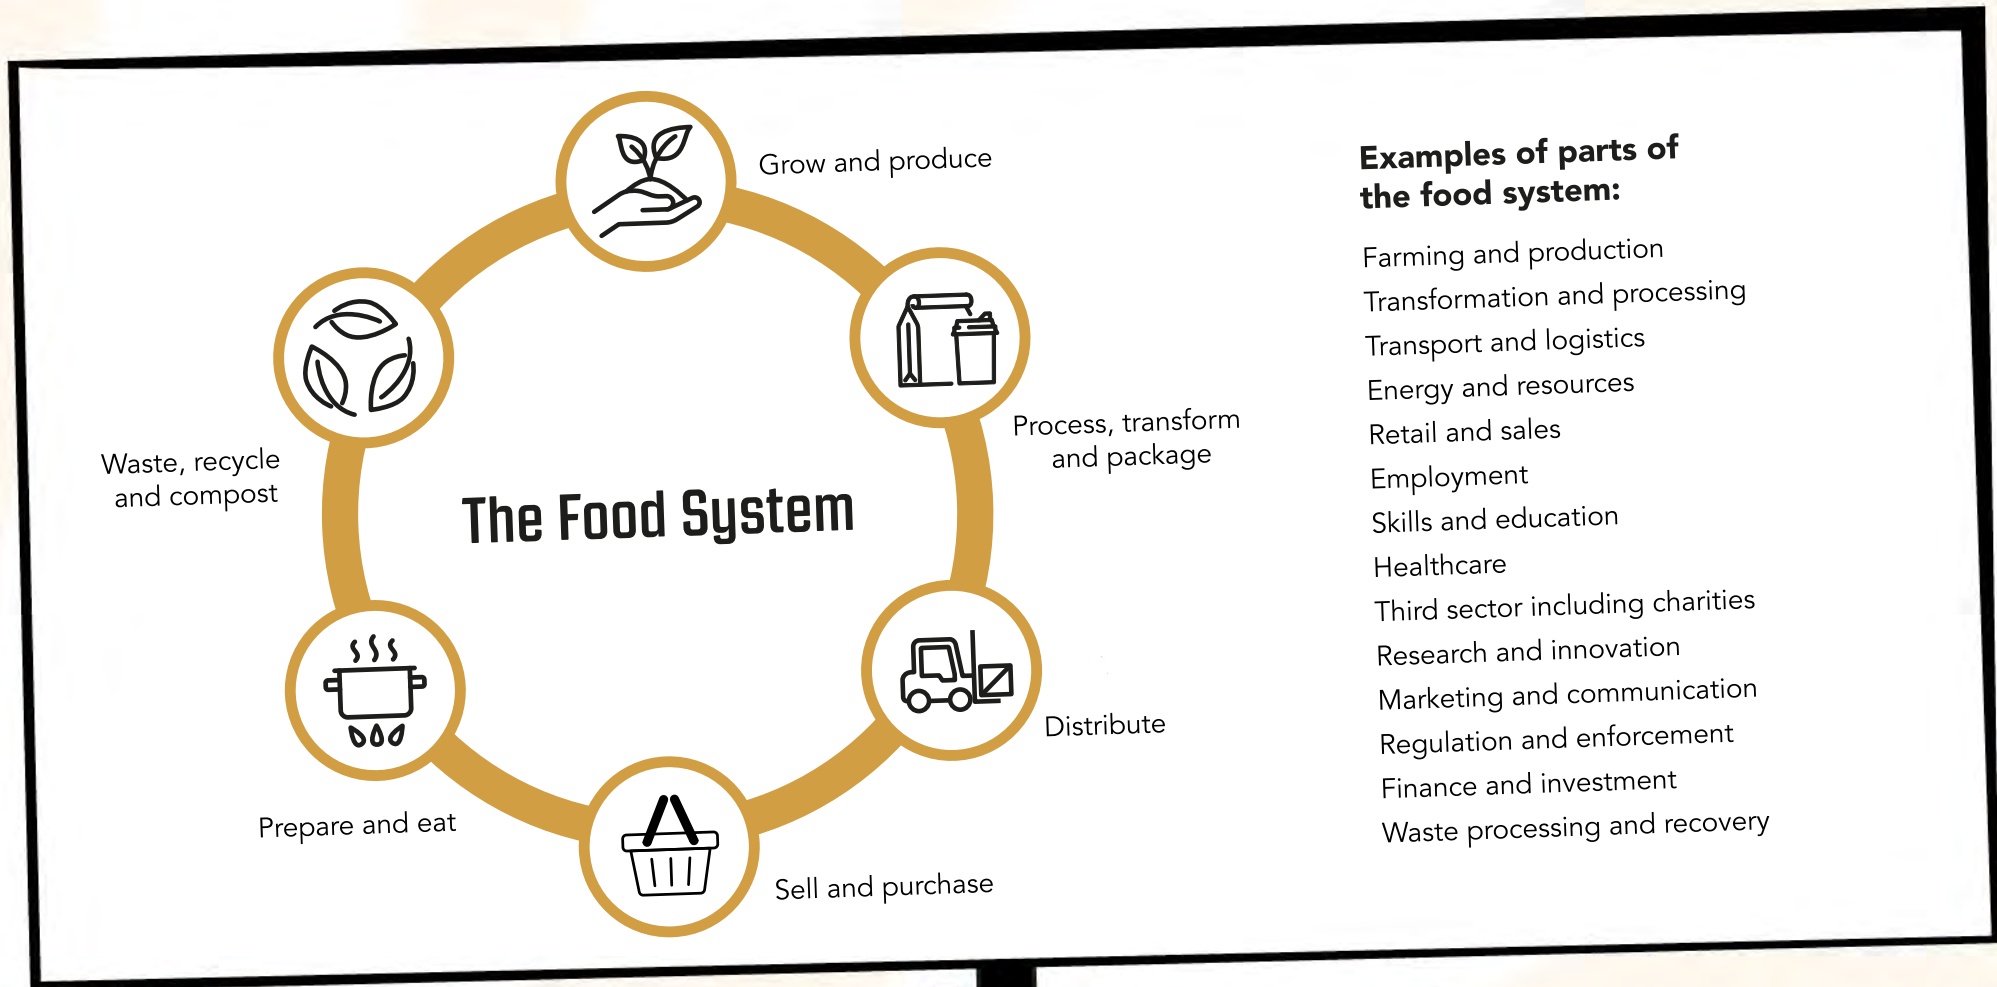 Grow and produce
Process, transform
and package
Waste, recycle
and compost
The Food System
Distribute
Prepare and eat
Sell and purchase
Examples of parts of
the food system:
Farming and production
Transformation and processing
Transport and logistics
Energy and resources
Retail and sales
Employment
Skills and education
Healthcare
Third sector including charities
Research and innovation
Marketing and communication
Regulation and enforcement
Finance and investment
Waste processing and recovery